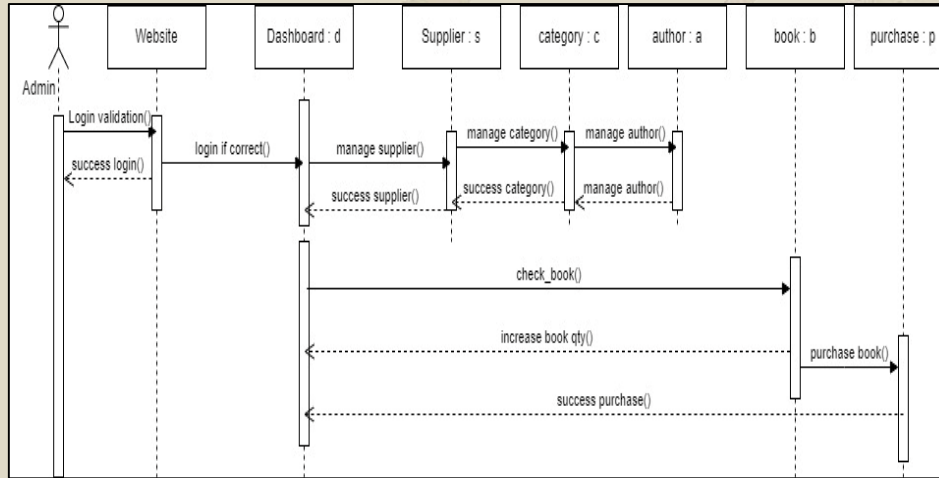 Website
Dashboard : d
Supplier : s
category : c
author : a
book : b
purchase : p
Admin
Login validation()
success login()
login if correct()
manage supplier()
manage category()
manage author()
success supplier()
success category()
manage author()
check_book()
increase book qty()
purchase book()
success purchase()